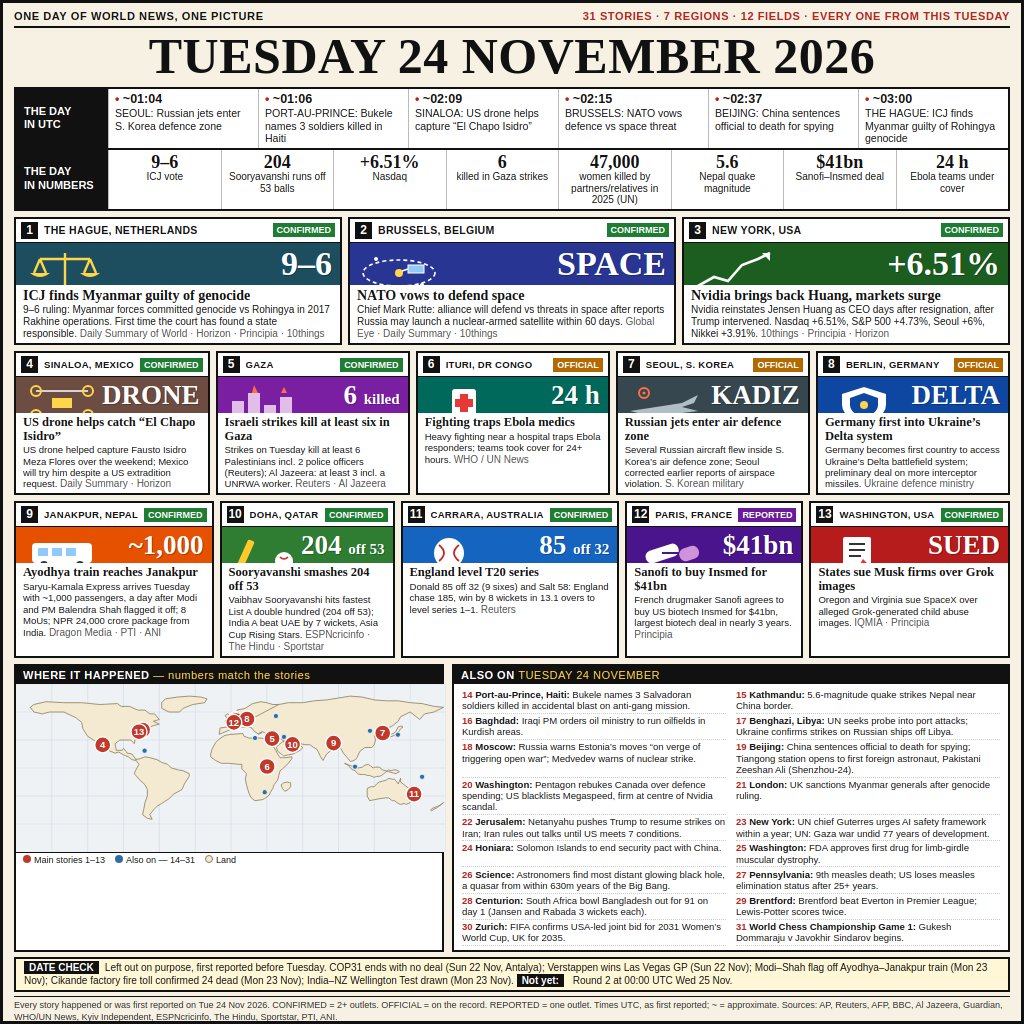 ONE DAY OF WORLD NEWS, ONE PICTURE
31 STORIES · 7 REGIONS · 12 FIELDS · EVERY ONE FROM THIS TUESDAY
TUESDAY 24 NOVEMBER 2026
THE DAY
IN UTC
• ~01:04
SEOUL: Russian jets enter
S. Korea defence zone
• ~01:06
PORT-AU-PRINCE: Bukele
names 3 soldiers killed in
Haiti
• ~02:09
SINALOA: US drone helps
capture “El Chapo Isidro”
• ~02:15
BRUSSELS: NATO vows
defence vs space threat
• ~02:37
BEIJING: China sentences
official to death for spying
• ~03:00
THE HAGUE: ICJ finds
Myanmar guilty of Rohingya
genocide
THE DAY
IN NUMBERS
9–6
ICJ vote
204
Sooryavanshi runs off
53 balls
+6.51%
Nasdaq
6
killed in Gaza strikes
47,000
women killed by
partners/relatives in
2025 (UN)
5.6
Nepal quake
magnitude
$41bn
Sanofi–Insmed deal
24 h
Ebola teams under
cover
1 THE HAGUE, NETHERLANDS CONFIRMED
9–6
ICJ finds Myanmar guilty of genocide
9–6 ruling: Myanmar forces committed genocide vs Rohingya in 2017
Rakhine operations. First time the court has found a state
responsible. Daily Summary of World · Horizon · Principia · 10things
2 BRUSSELS, BELGIUM CONFIRMED
SPACE
NATO vows to defend space
Chief Mark Rutte: alliance will defend vs threats in space after reports
Russia may launch a nuclear-armed satellite within 60 days. Global
Eye · Daily Summary · 10things
3 NEW YORK, USA CONFIRMED
+6.51%
Nvidia brings back Huang, markets surge
Nvidia reinstates Jensen Huang as CEO days after resignation, after
Trump intervened. Nasdaq +6.51%, S&P 500 +4.73%, Seoul +6%,
Nikkei +3.91%. 10things · Principia · Horizon
4 SINALOA, MEXICO CONFIRMED
DRONE
US drone helps catch “El Chapo
Isidro”
US drone helped capture Fausto Isidro
Meza Flores over the weekend; Mexico
will try him despite a US extradition
request. Daily Summary · Horizon
5 GAZA CONFIRMED
6 killed
Israeli strikes kill at least six in
Gaza
Strikes on Tuesday kill at least 6
Palestinians incl. 2 police officers
(Reuters); Al Jazeera: at least 3 incl. a
UNRWA worker. Reuters · Al Jazeera
6 ITURI, DR CONGO OFFICIAL
24 h
Fighting traps Ebola medics
Heavy fighting near a hospital traps Ebola
responders; teams took cover for 24+
hours. WHO / UN News
7 SEOUL, S. KOREA OFFICIAL
KADIZ
Russian jets enter air defence
zone
Several Russian aircraft flew inside S.
Korea’s air defence zone; Seoul
corrected earlier reports of airspace
violation. S. Korean military
8 BERLIN, GERMANY OFFICIAL
DELTA
Germany first into Ukraine’s
Delta system
Germany becomes first country to access
Ukraine’s Delta battlefield system;
preliminary deal on more interceptor
missiles. Ukraine defence ministry
9 JANAKPUR, NEPAL CONFIRMED
~1,000
Ayodhya train reaches Janakpur
Saryu-Kamala Express arrives Tuesday
with ~1,000 passengers, a day after Modi
and PM Balendra Shah flagged it off; 8
MoUs; NPR 24,000 crore package from
India. Dragon Media · PTI · ANI
10 DOHA, QATAR CONFIRMED
204 off 53
Sooryavanshi smashes 204
off 53
Vaibhav Sooryavanshi hits fastest
List A double hundred (204 off 53);
India A beat UAE by 7 wickets, Asia
Cup Rising Stars. ESPNcricinfo ·
The Hindu · Sportstar
11 CARRARA, AUSTRALIA CONFIRMED
85 off 32
England level T20 series
Donald 85 off 32 (9 sixes) and Salt 58: England
chase 185, win by 8 wickets in 13.1 overs to
level series 1–1. Reuters
12 PARIS, FRANCE REPORTED
$41bn
Sanofi to buy Insmed for
$41bn
French drugmaker Sanofi agrees to
buy US biotech Insmed for $41bn,
largest biotech deal in nearly 3 years.
Principia
13 WASHINGTON, USA CONFIRMED
SUED
States sue Musk firms over Grok
images
Oregon and Virginia sue SpaceX over
alleged Grok-generated child abuse
images. IQMIA · Principia
WHERE IT HAPPENED — numbers match the stories
13
12
8
4
5
10
9
7
6
11
Main stories 1–13 Also on — 14–31 Land
ALSO ON TUESDAY 24 NOVEMBER
14 Port-au-Prince, Haiti: Bukele names 3 Salvadoran
soldiers killed in accidental blast on anti-gang mission.
15 Kathmandu: 5.6-magnitude quake strikes Nepal near
China border.
16 Baghdad: Iraqi PM orders oil ministry to run oilfields in
Kurdish areas.
17 Benghazi, Libya: UN seeks probe into port attacks;
Ukraine confirms strikes on Russian ships off Libya.
18 Moscow: Russia warns Estonia’s moves “on verge of
triggering open war”; Medvedev warns of nuclear strike.
19 Beijing: China sentences official to death for spying;
Tiangong station opens to first foreign astronaut, Pakistani
Zeeshan Ali (Shenzhou-24).
20 Washington: Pentagon rebukes Canada over defence
spending; US blacklists Megaspeed, firm at centre of Nvidia
scandal.
21 London: UK sanctions Myanmar generals after genocide
ruling.
22 Jerusalem: Netanyahu pushes Trump to resume strikes on
Iran; Iran rules out talks until US meets 7 conditions.
23 New York: UN chief Guterres urges AI safety framework
within a year; UN: Gaza war undid 77 years of development.
24 Honiara: Solomon Islands to end security pact with China.
25 Washington: FDA approves first drug for limb-girdle
muscular dystrophy.
26 Science: Astronomers find most distant glowing black hole,
a quasar from within 630m years of the Big Bang.
27 Pennsylvania: 9th measles death; US loses measles
elimination status after 25+ years.
28 Centurion: South Africa bowl Bangladesh out for 91 on
day 1 (Jansen and Rabada 3 wickets each).
29 Brentford: Brentford beat Everton in Premier League;
Lewis-Potter scores twice.
30 Zurich: FIFA confirms USA-led joint bid for 2031 Women’s
World Cup, UK for 2035.
31 World Chess Championship Game 1: Gukesh
Dommaraju v Javokhir Sindarov begins.
DATE CHECK Left out on purpose, first reported before Tuesday. COP31 ends with no deal (Sun 22 Nov, Antalya); Verstappen wins Las Vegas GP (Sun 22 Nov); Modi–Shah flag off Ayodhya–Janakpur train (Mon 23
Nov); Cikande factory fire toll confirmed 24 dead (Mon 23 Nov); India–NZ Wellington Test drawn (Mon 23 Nov). Not yet: Round 2 at 00:00 UTC Wed 25 Nov.
Every story happened or was first reported on Tue 24 Nov 2026. CONFIRMED = 2+ outlets. OFFICIAL = on the record. REPORTED = one outlet. Times UTC, as first reported; ~ = approximate. Sources: AP, Reuters, AFP, BBC, Al Jazeera, Guardian,
WHO/UN News, Kyiv Independent, ESPNcricinfo, The Hindu, Sportstar, PTI, ANI.